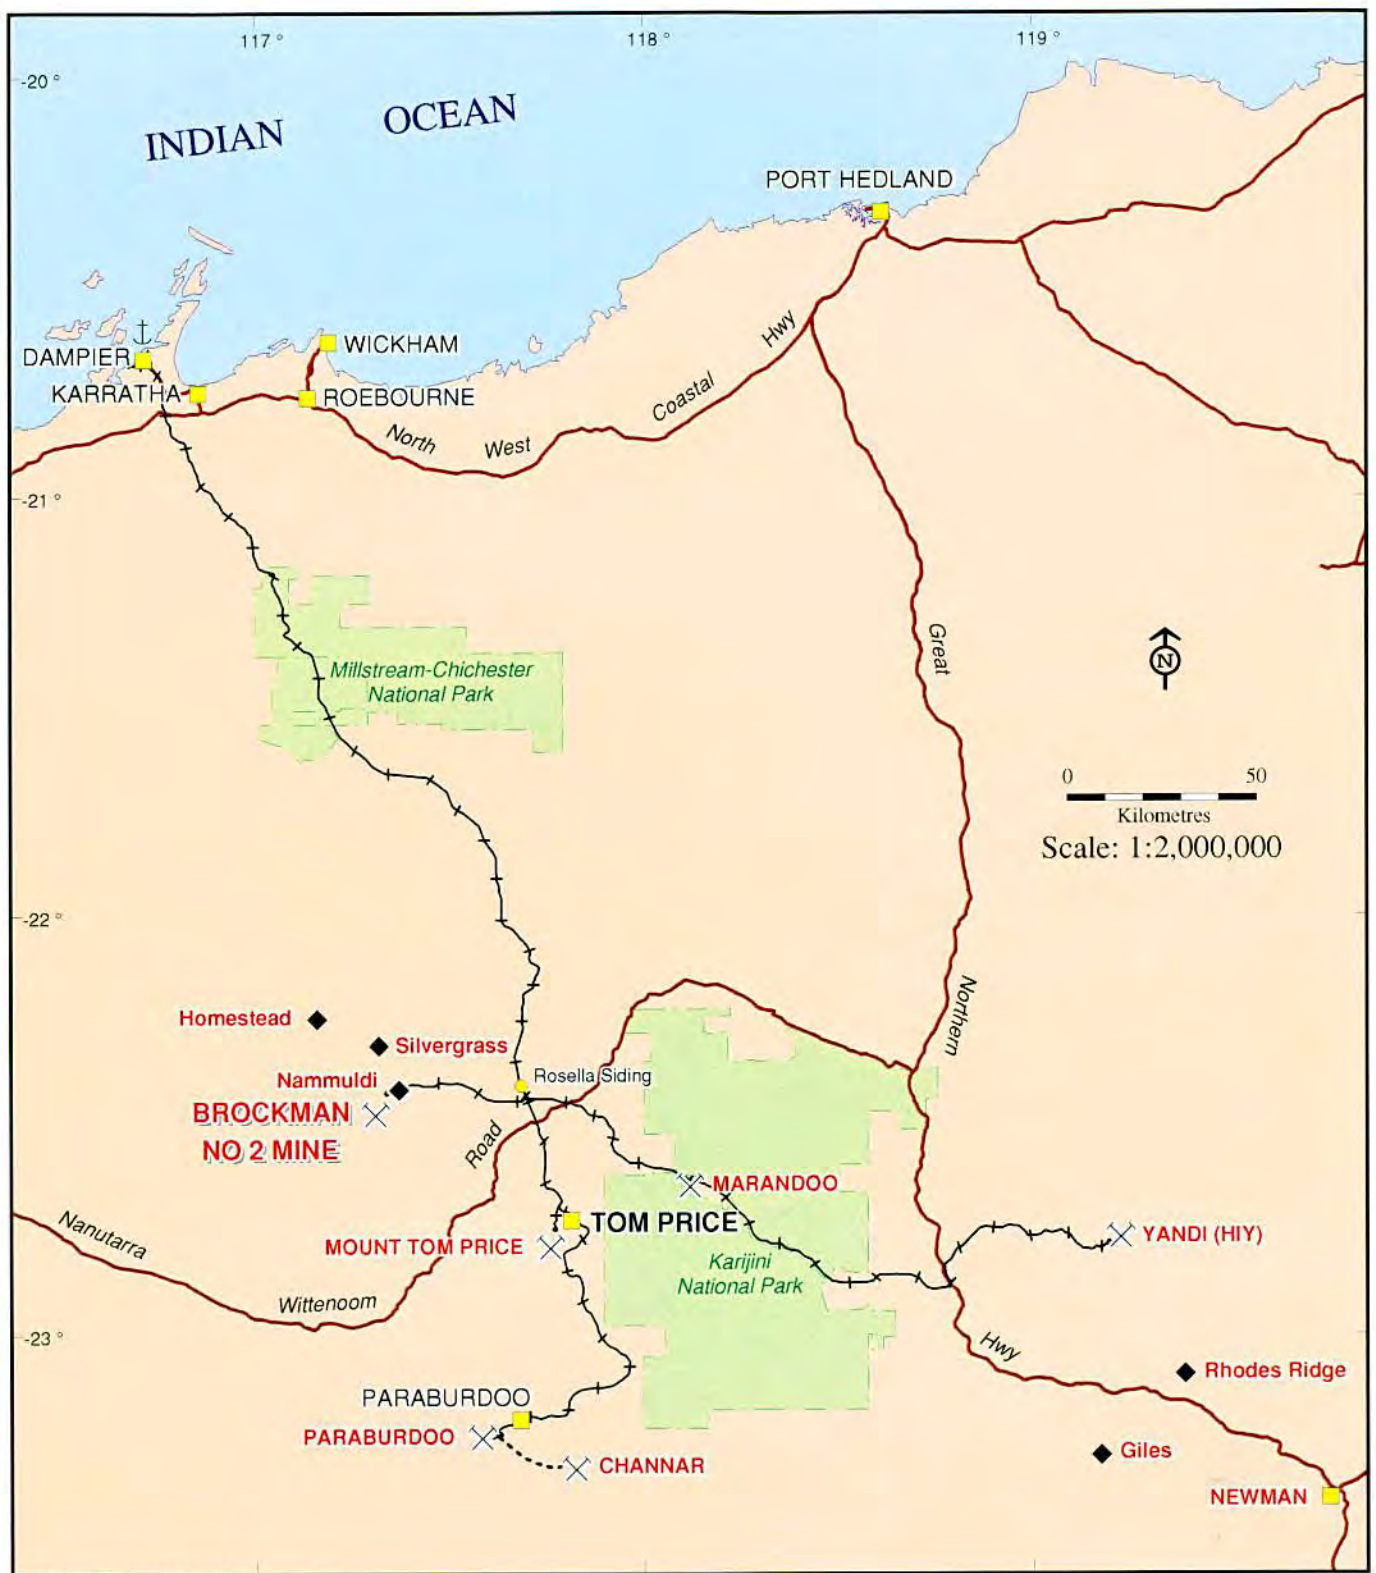 117 °
118 °
119 °
-20 °
INDIAN OCEAN
PORT HEDLAND
Hwy
WICKHAM
DAMPIER
KARRATHA
ROEBOURNE
Coastal
North
West
-21 °
Great
N
Millstream-Chichester
National Park
0 50
Kilometres
Scale: 1:2,000,000
-22 °
Northern
Homestead
Silvergrass
Nammuldi
Rosella Siding
BROCKMAN
NO 2 MINE
Road
MARANDOO
Nanutarra
TOM PRICE
MOUNT TOM PRICE
YANDI (HIY)
Karijini
National Park
Wittenoom
-23 °
Hwy
Rhodes Ridge
PARABURDOO
PARABURDOO
Giles
CHANNAR
NEWMAN